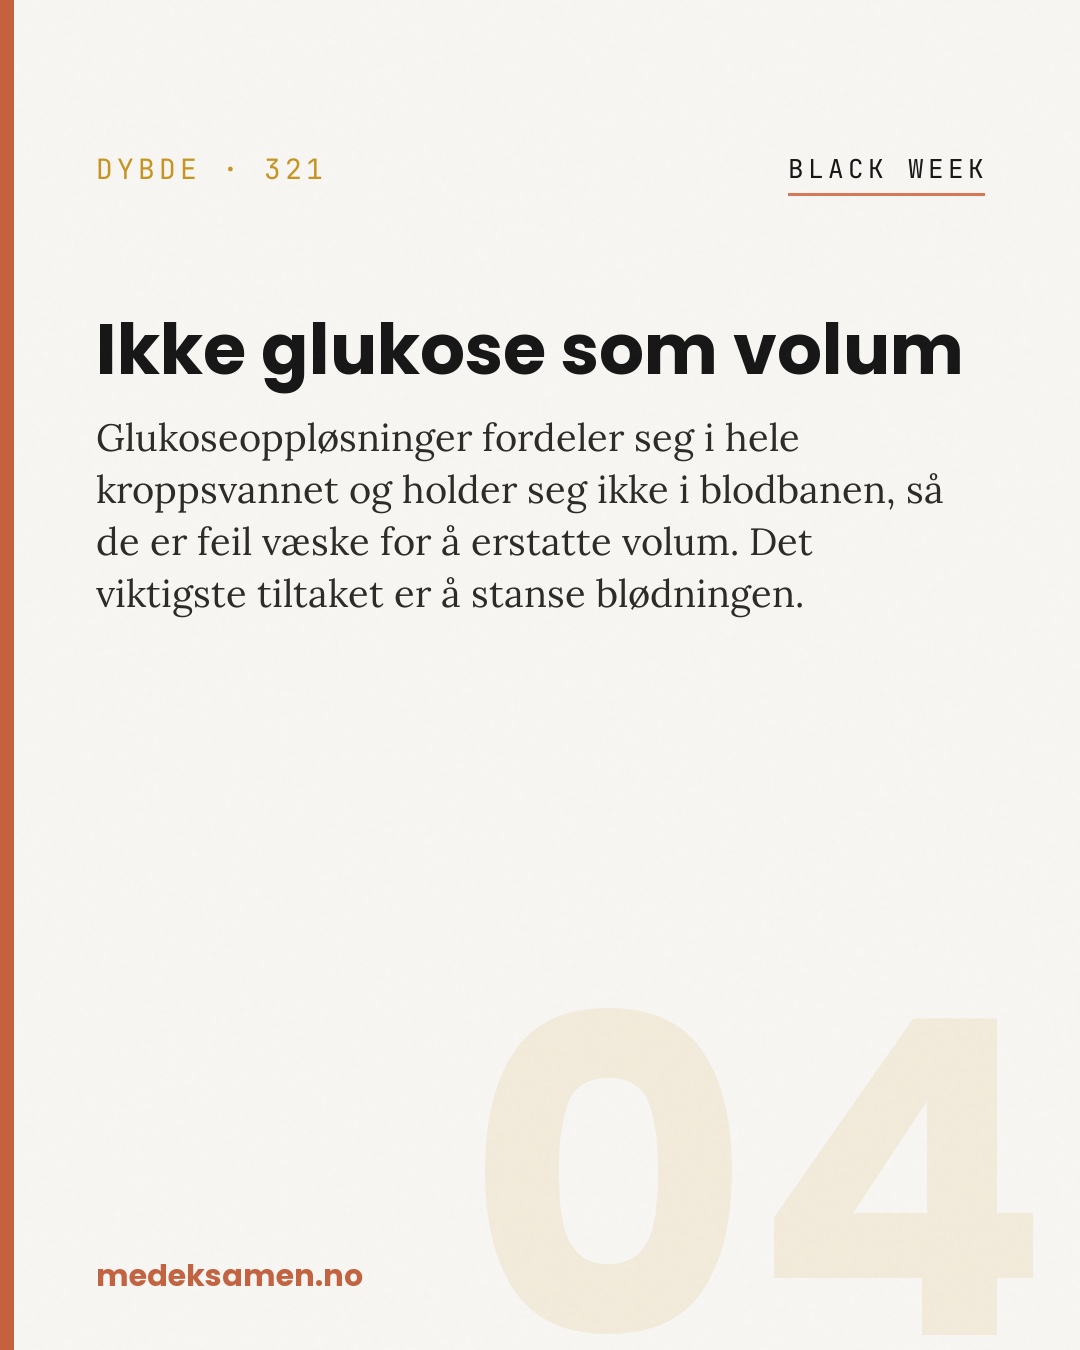 DYBDE · 321
BLACK WEEK
Ikke glukose som volum
Glukoseoppløsninger fordeler seg i hele
kroppsvannet og holder seg ikke i blodbanen, så
de er feil væske for å erstatte volum. Det
viktigste tiltaket er å stanse blødningen.
04
medeksamen.no